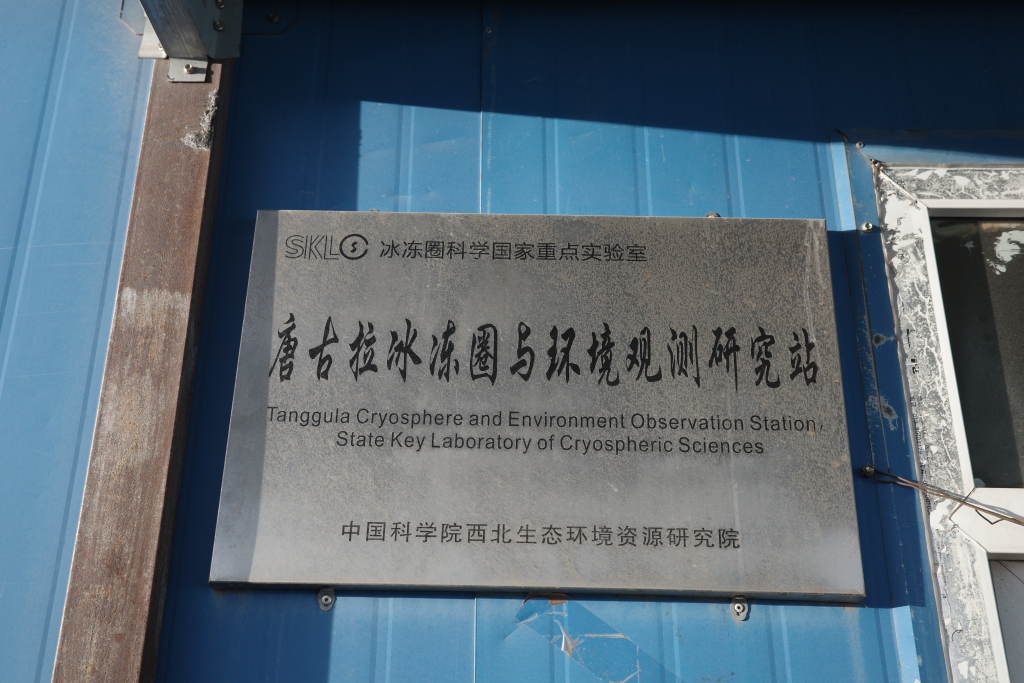 SKLCS 冰冻圈科学国家重点实验室
唐古拉冰冻圈与环境观测研究站
Tanggula Cryosphere and Environment Observation Station,
State Key Laboratory of Cryospheric Sciences
中国科学院西北生态环境资源研究院